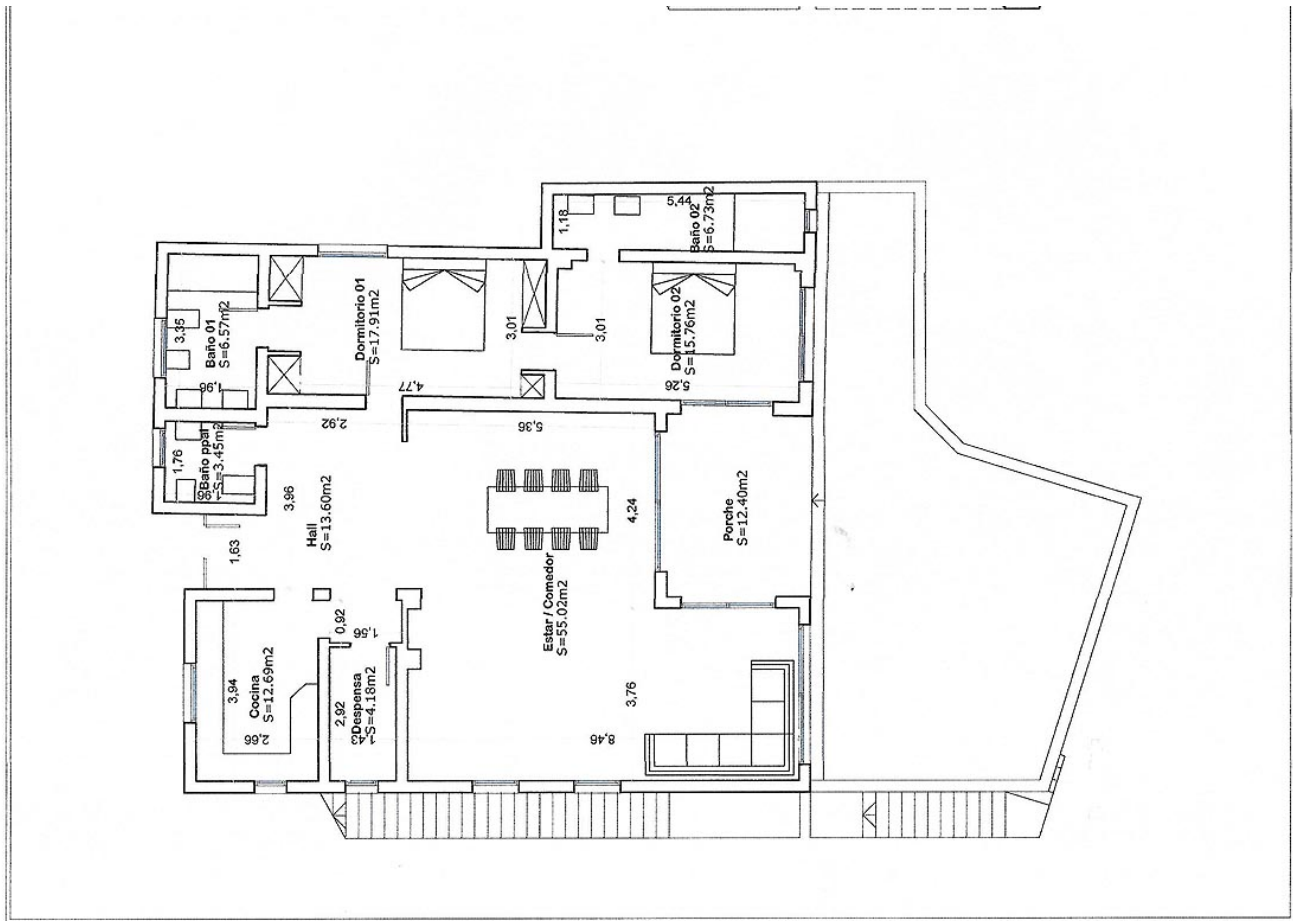 5,44
1,18
Baño 02
S=6.73m2
3,35
Baño 01
S=6.57m2
1,96
Dormitorio 01
S=17.91m2
3,01
4,77
3,01
Dormitorio 02
S=15.76m2
5,26
1,76
Baño ppal
S=3.45m2
1,96
2,92
3,96
5,36
1,63
Hall
S=13.60m2
4,24
Porche
S=12.40m2
0,92
1,56
Estar / Comedor
S=55.02m2
3,94
Cocina
S=12.69m2
2,66
2,92
Despensa
S=4.18m2
1,43
3,76
8,46